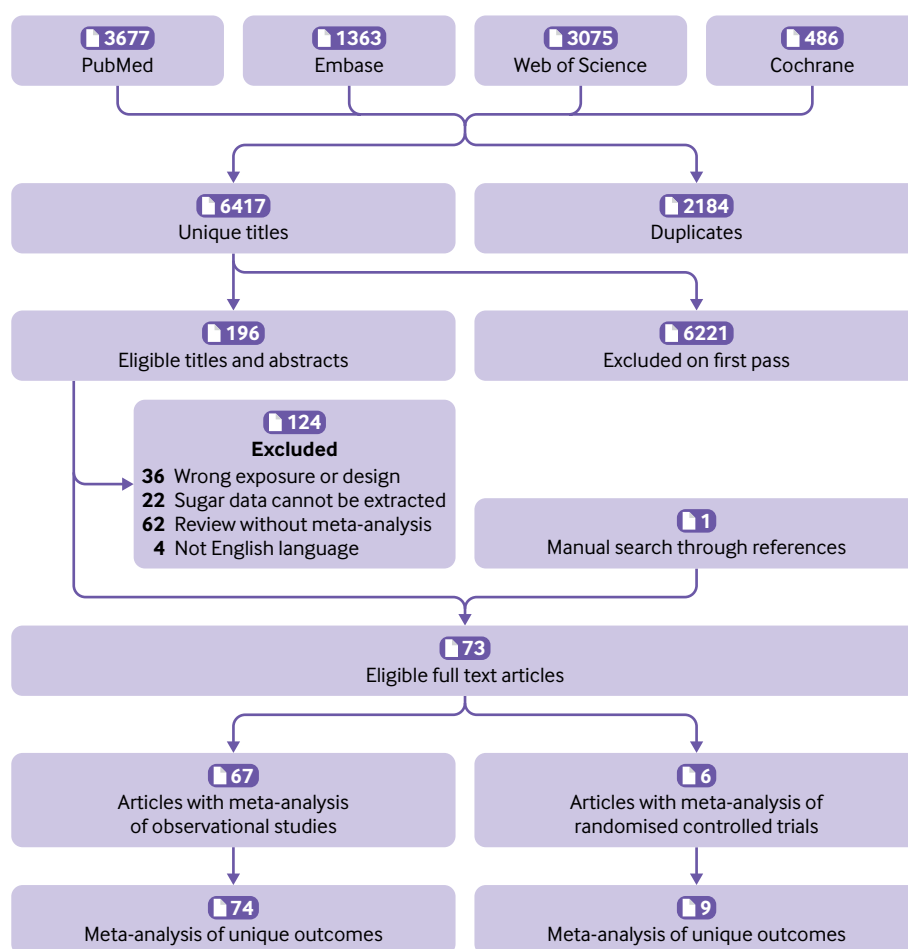 3677
PubMed
1363
Embase
3075
Web of Science
486
Cochrane
6417
Unique titles
2184
Duplicates
196
Eligible titles and abstracts
6221
Excluded on first pass
124
Excluded
36 Wrong exposure or design
22 Sugar data cannot be extracted
62 Review without meta-analysis
4 Not English language
1
Manual search through references
73
Eligible full text articles
67
Articles with meta-analysis
of observational studies
6
Articles with meta-analysis of
randomised controlled trials
74
Meta-analysis of unique outcomes
9
Meta-analysis of unique outcomes